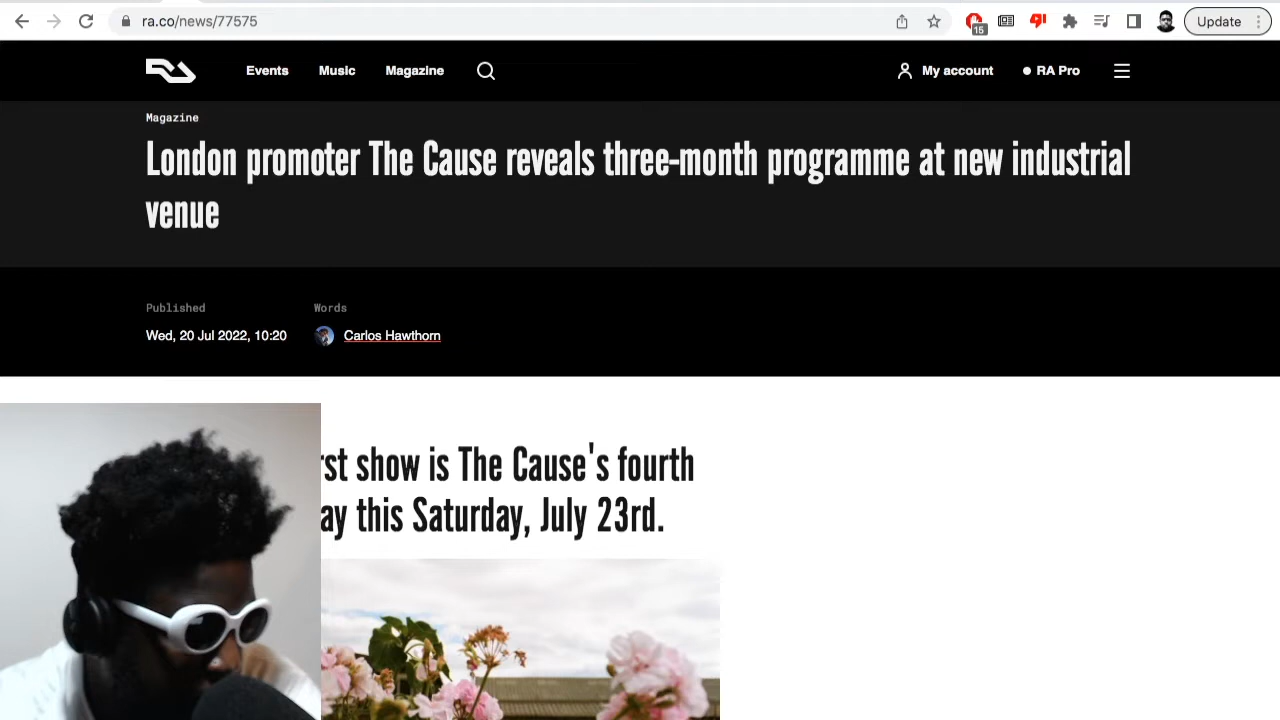 ra.co/news/77575
15
Update
Events
Music
Magazine
My account
RA Pro
Magazine
London promoter The Cause reveals three-month programme at new industrial
venue
Published
Words
Wed, 20 Jul 2022, 10:20
Carlos Hawthorn
rst show is The Cause's fourth
ay this Saturday, July 23rd.